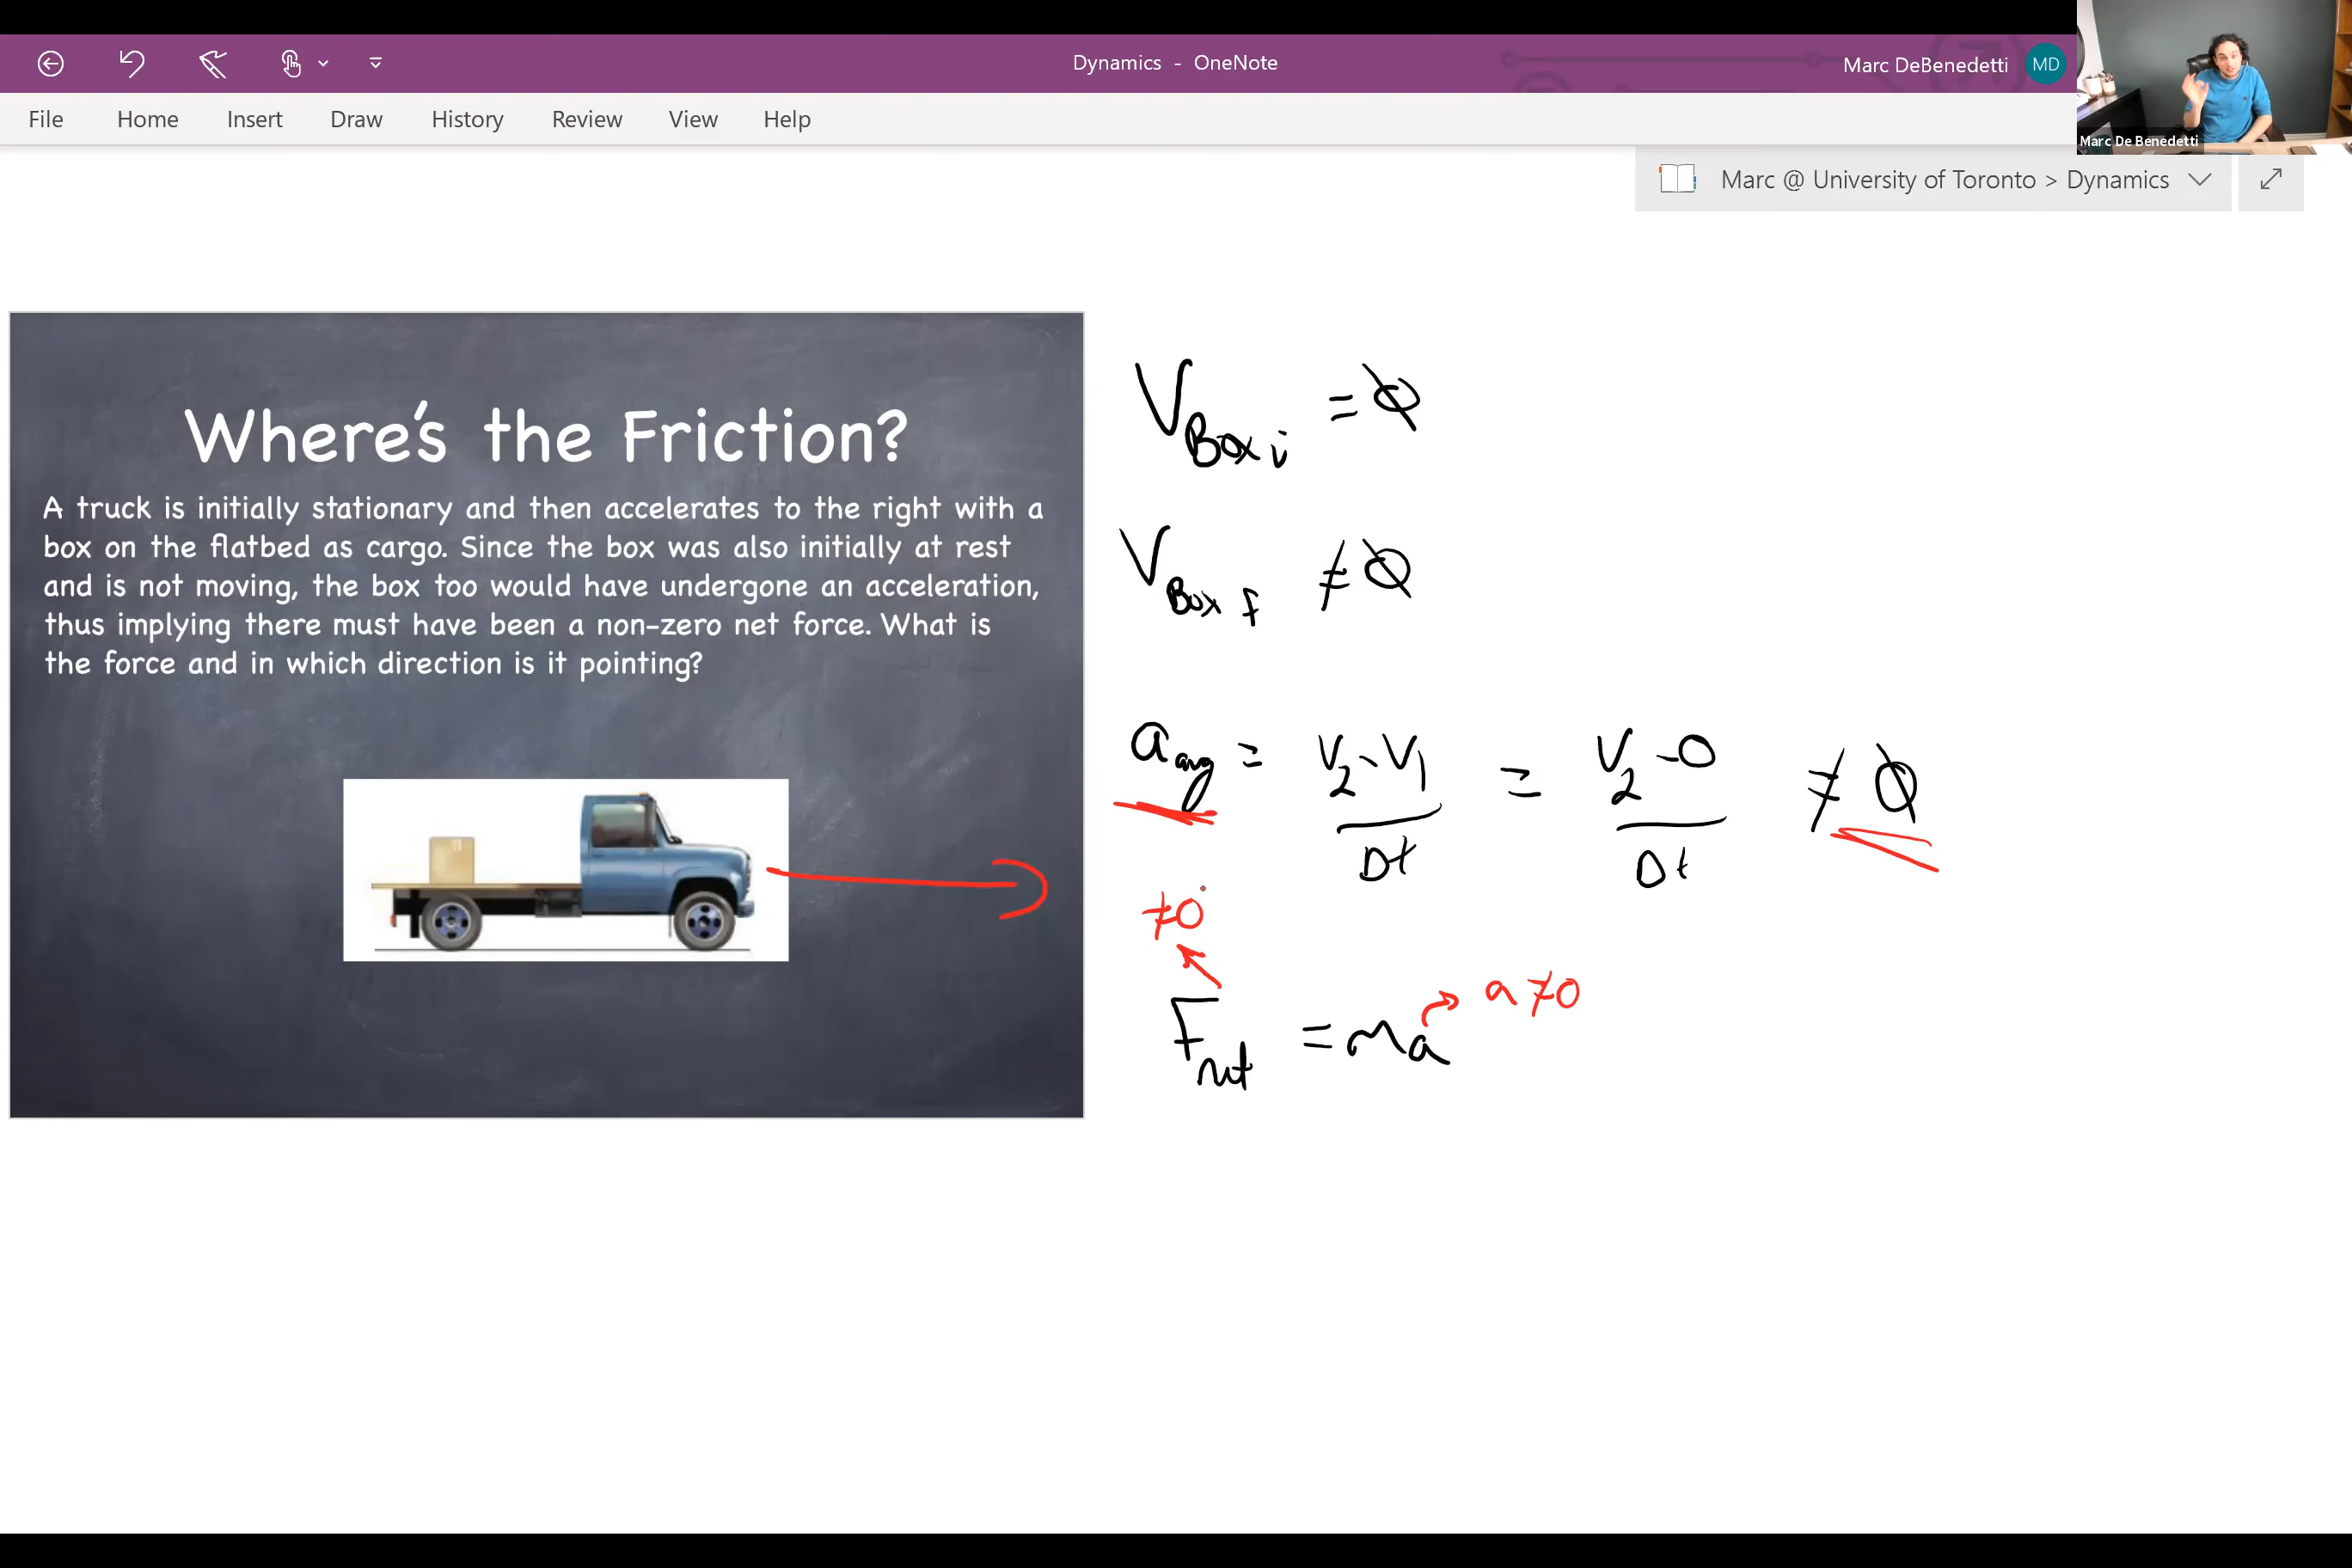 Dynamics - OneNote
Marc DeBenedetti
MD
Marc De Benedetti
File Home Insert Draw History Review View Help
Marc @ University of Toronto > Dynamics
Where's the Friction?
A truck is initially stationary and then accelerates to the right with a
box on the flatbed as cargo. Since the box was also initially at rest
and is not moving, the box too would have undergone an acceleration,
thus implying there must have been a non-zero net force. What is
the force and in which direction is it pointing?
V Box i = 0
V Box f ≠ 0
a avg = V2 - V1 / Dt = V2 - 0 / Dt ≠ 0
≠0
a ≠0
F net = ma